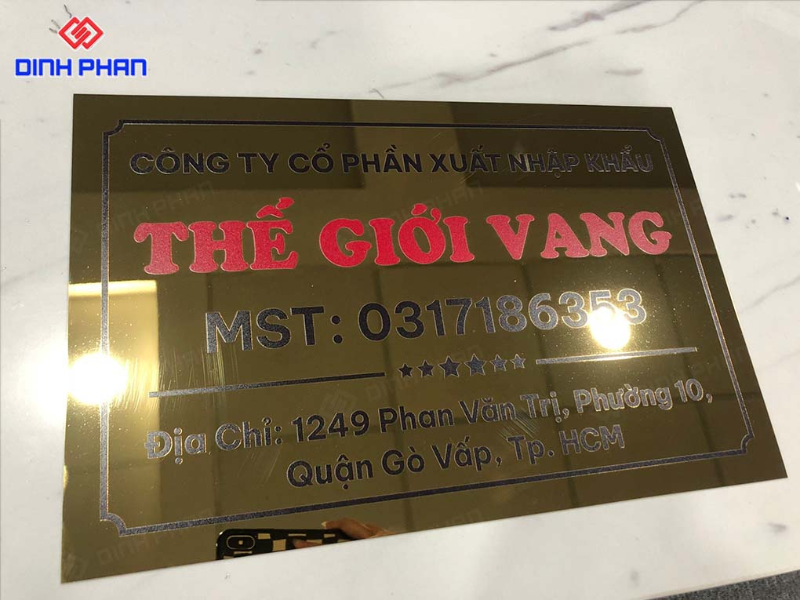 DINH PHAN
CÔNG TY CỔ PHẦN XUẤT NHẬP KHẨU
THẾ GIỚI VANG
MST: 0317186353
Địa Chỉ: 1249 Phan Văn Trị, Phường 10,
Quận Gò Vấp, Tp. HCM